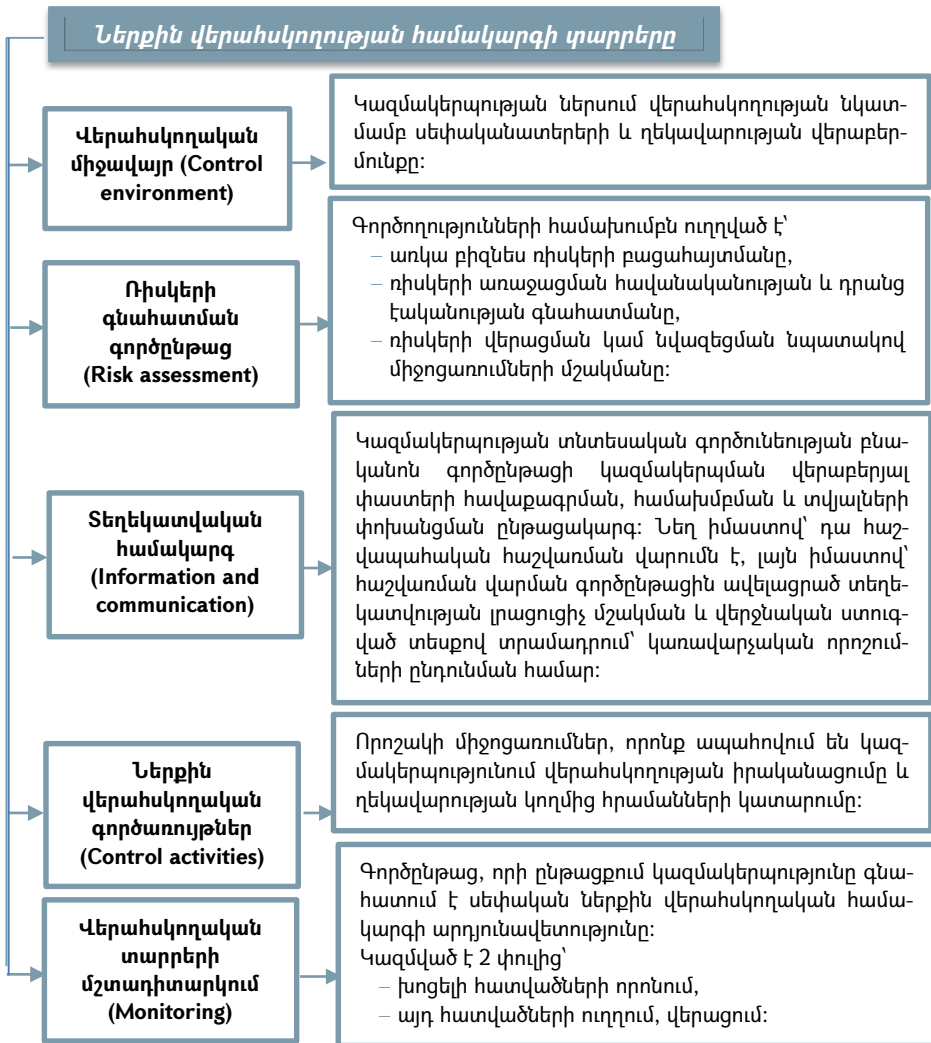 Ներքին վերահսկողության համակարգի տարրերը
Վերահսկողական
միջավայր (Control
environment)
Կազմակերպության ներսում վերահսկողության նկատ-
մամբ սեփականատերերի և ղեկավարության վերաբեր-
մունքը:
Ռիսկերի
գնահատման
գործընթաց
(Risk assessment)
Գործողությունների համախումբն ուղղված է՝
– առկա բիզնես ռիսկերի բացահայտմանը,
– ռիսկերի առաջացման հավանականության և դրանց
էականության գնահատմանը,
– ռիսկերի վերացման կամ նվազեցման նպատակով
միջոցառումների մշակմանը:
Տեղեկատվական
համակարգ
(Information and
communication)
Կազմակերպության տնտեսական գործունեության բնա-
կանոն գործընթացի կազմակերպման վերաբերյալ
փաստերի հավաքագրման, համախմբման և տվյալների
փոխանցման ընթացակարգ: Նեղ իմաստով՝ դա հաշ-
վապահական հաշվառման վարումն է, լայն իմաստով՝
հաշվառման վարման գործընթացին ավելացրած տեղե-
կատվության լրացուցիչ մշակման և վերջնական ստուգ-
ված տեսքով տրամադրում՝ կառավարչական որոշում-
ների ընդունման համար:
Ներքին
վերահսկողական
գործառույթներ
(Control activities)
Որոշակի միջոցառումներ, որոնք ապահովում են կազ-
մակերպությունում վերահսկողության իրականացումը և
ղեկավարության կողմից հրամանների կատարումը:
Վերահսկողական
տարրերի
մշտադիտարկում
(Monitoring)
Գործընթաց, որի ընթացքում կազմակերպությունը գնա-
հատում է սեփական ներքին վերահսկողական համա-
կարգի արդյունավետությունը:
Կազմված է 2 փուլից՝
– խոցելի հատվածների որոնում,
– այդ հատվածների ուղղում, վերացում: